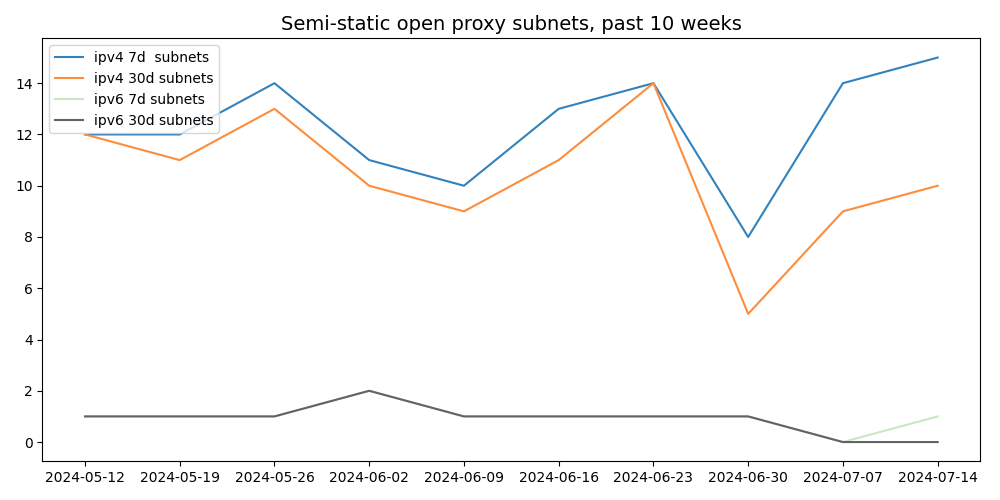 Semi-static open proxy subnets, past 10 weeks
ipv4 7d  subnets
ipv4 30d subnets
ipv6 7d subnets
ipv6 30d subnets
14
12
10
8
6
4
2
0
2024-05-12 2024-05-19 2024-05-26 2024-06-02 2024-06-09 2024-06-16 2024-06-23 2024-06-30 2024-07-07 2024-07-14